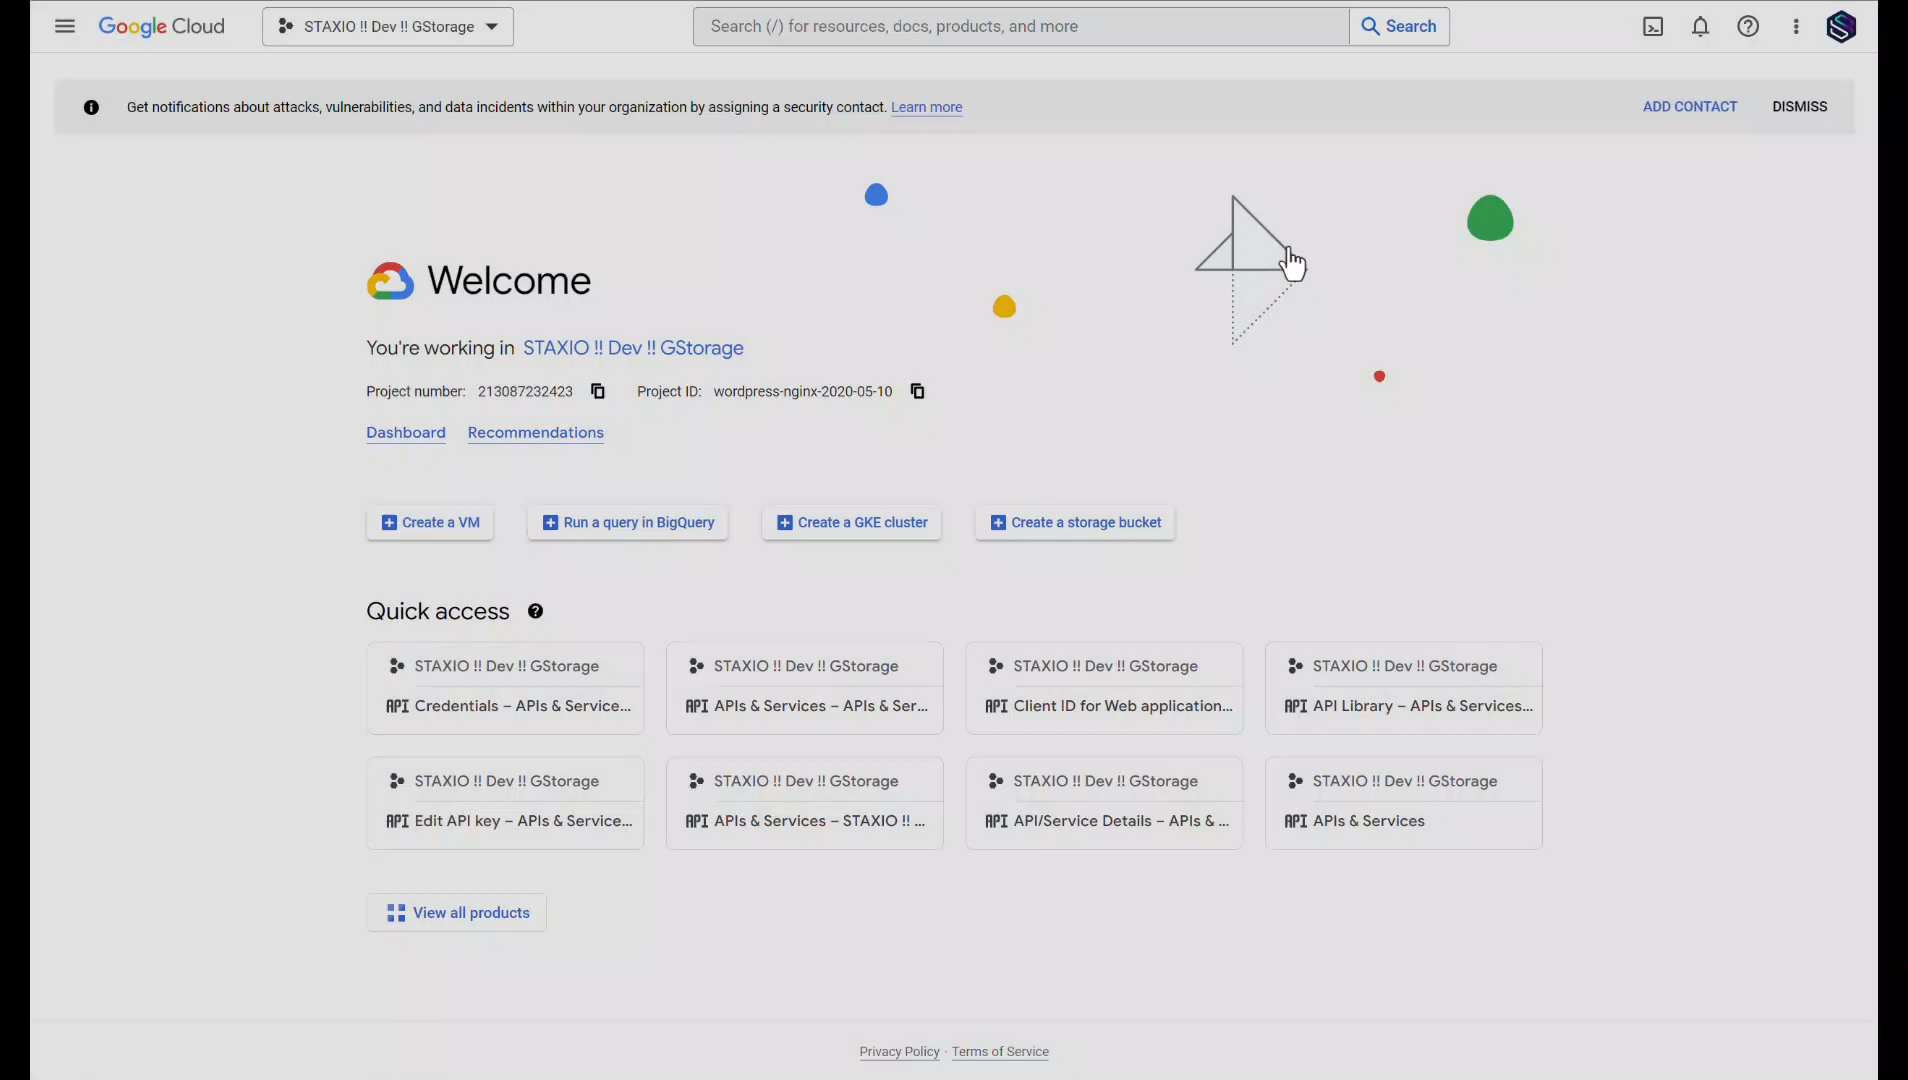 Google Cloud
STAXIO !! Dev !! GStorage
Search (/) for resources, docs, products, and more
Search
Get notifications about attacks, vulnerabilities, and data incidents within your organization by assigning a security contact. Learn more
ADD CONTACT
DISMISS
Welcome
You're working in STAXIO !! Dev !! GStorage
Project number: 213087232423 Project ID: wordpress-nginx-2020-05-10
Dashboard Recommendations
Create a VM
Run a query in BigQuery
Create a GKE cluster
Create a storage bucket
Quick access
STAXIO !! Dev !! GStorage
API Credentials – APIs & Service...
STAXIO !! Dev !! GStorage
API APIs & Services – APIs & Ser...
STAXIO !! Dev !! GStorage
API Client ID for Web application...
STAXIO !! Dev !! GStorage
API API Library – APIs & Services...
STAXIO !! Dev !! GStorage
API Edit API key – APIs & Service...
STAXIO !! Dev !! GStorage
API APIs & Services – STAXIO !! ...
STAXIO !! Dev !! GStorage
API API/Service Details – APIs & ...
STAXIO !! Dev !! GStorage
API APIs & Services
View all products
Privacy Policy · Terms of Service